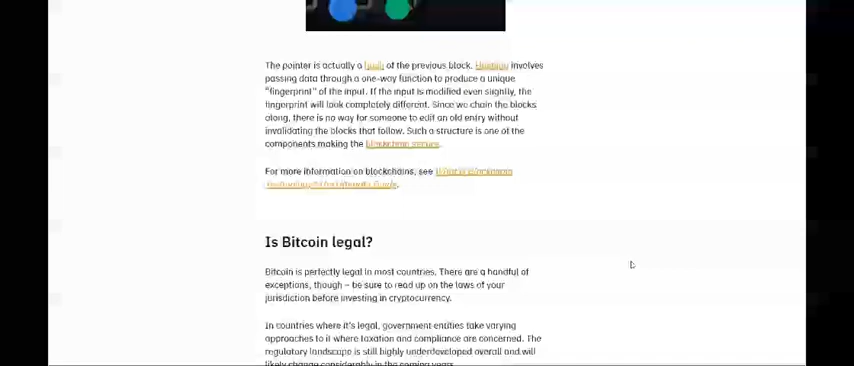 The pointer is actually a hash of the previous block. Hashing involves
passing data through a one-way function to produce a unique
"fingerprint" of the input. If the input is modified even slightly, the
fingerprint will look completely different. Since we chain the blocks
along, there is no way for someone to edit an old entry without
invalidating the blocks that follow. Such a structure is one of the
components making the blockchain secure.
For more information on blockchains, see
Is Bitcoin legal?
Bitcoin is perfectly legal in most countries. There are a handful of
exceptions, though – be sure to read up on the laws of your
jurisdiction before investing in cryptocurrency.
In countries where it's legal, government entities take varying
approaches to it where taxation and compliance are concerned. The
regulatory landscape is still highly underdeveloped overall and will
likely change considerably in the coming years.